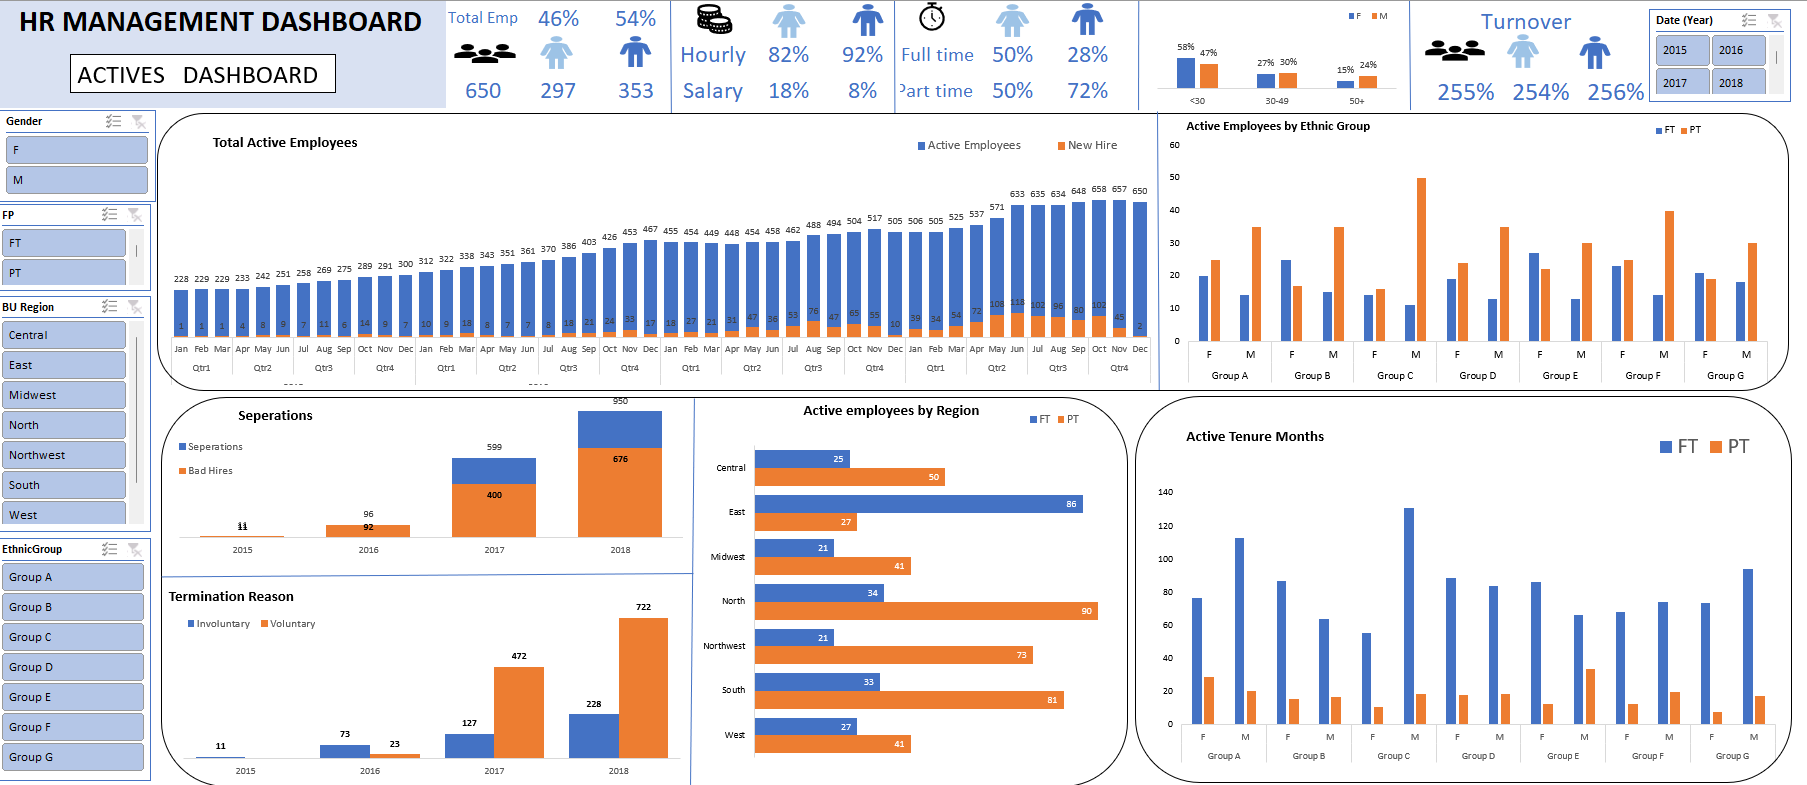 HR MANAGEMENT DASHBOARD
ACTIVES DASHBOARD
Total Emp 46% 54%
650 297 353
Hourly 82% 92%
Salary 18% 8%
Full time 50% 28%
Part time 50% 72%
F M
58% 47% 27% 30% 15% 24%
<30 30-49 50+
Turnover
255% 254% 256%
Date (Year)
2015 2016
2017 2018
Gender
F
M
FP
FT
PT
BU Region
Central
East
Midwest
North
Northwest
South
West
EthnicGroup
Group A
Group B
Group C
Group D
Group E
Group F
Group G
Total Active Employees
Active Employees New Hire
228 229 229 233 242 251 258 269 275 289 291 300 312 322 338 343 351 361 370 386 403 426 453 467 455 454 449 448 454 458 462 488 494 504 517 505 506 505 525 537 571 633 635 634 648 658 657 650
1 1 1 4 8 9 7 11 6 14 9 7 10 9 18 8 7 7 8 18 21 24 33 17 18 27 21 31 47 36 53 76 47 65 55 10 39 34 54 72 108 118 102 96 80 102 45 2
Jan Feb Mar Apr May Jun Jul Aug Sep Oct Nov Dec Jan Feb Mar Apr May Jun Jul Aug Sep Oct Nov Dec Jan Feb Mar Apr May Jun Jul Aug Sep Oct Nov Dec Jan Feb Mar Apr May Jun Jul Aug Sep Oct Nov Dec
Qtr1 Qtr2 Qtr3 Qtr4 Qtr1 Qtr2 Qtr3 Qtr4 Qtr1 Qtr2 Qtr3 Qtr4 Qtr1 Qtr2 Qtr3 Qtr4
Active Employees by Ethnic Group
FT PT
60
50
40
30
20
10
0
F M F M F M F M F M F M F M
Group A Group B Group C Group D Group E Group F Group G
Seperations
Seperations
Bad Hires
11 96 599 950
11 92 400 676
2015 2016 2017 2018
Termination Reason
Involuntary Voluntary
11 73 23 127 472 228 722
2015 2016 2017 2018
Active employees by Region
FT PT
Central 25 50
East 86 27
Midwest 21 41
North 34 90
Northwest 21 73
South 33 81
West 27 41
Active Tenure Months
FT PT
140
120
100
80
60
40
20
0
F M F M F M F M F M F M F M
Group A Group B Group C Group D Group E Group F Group G